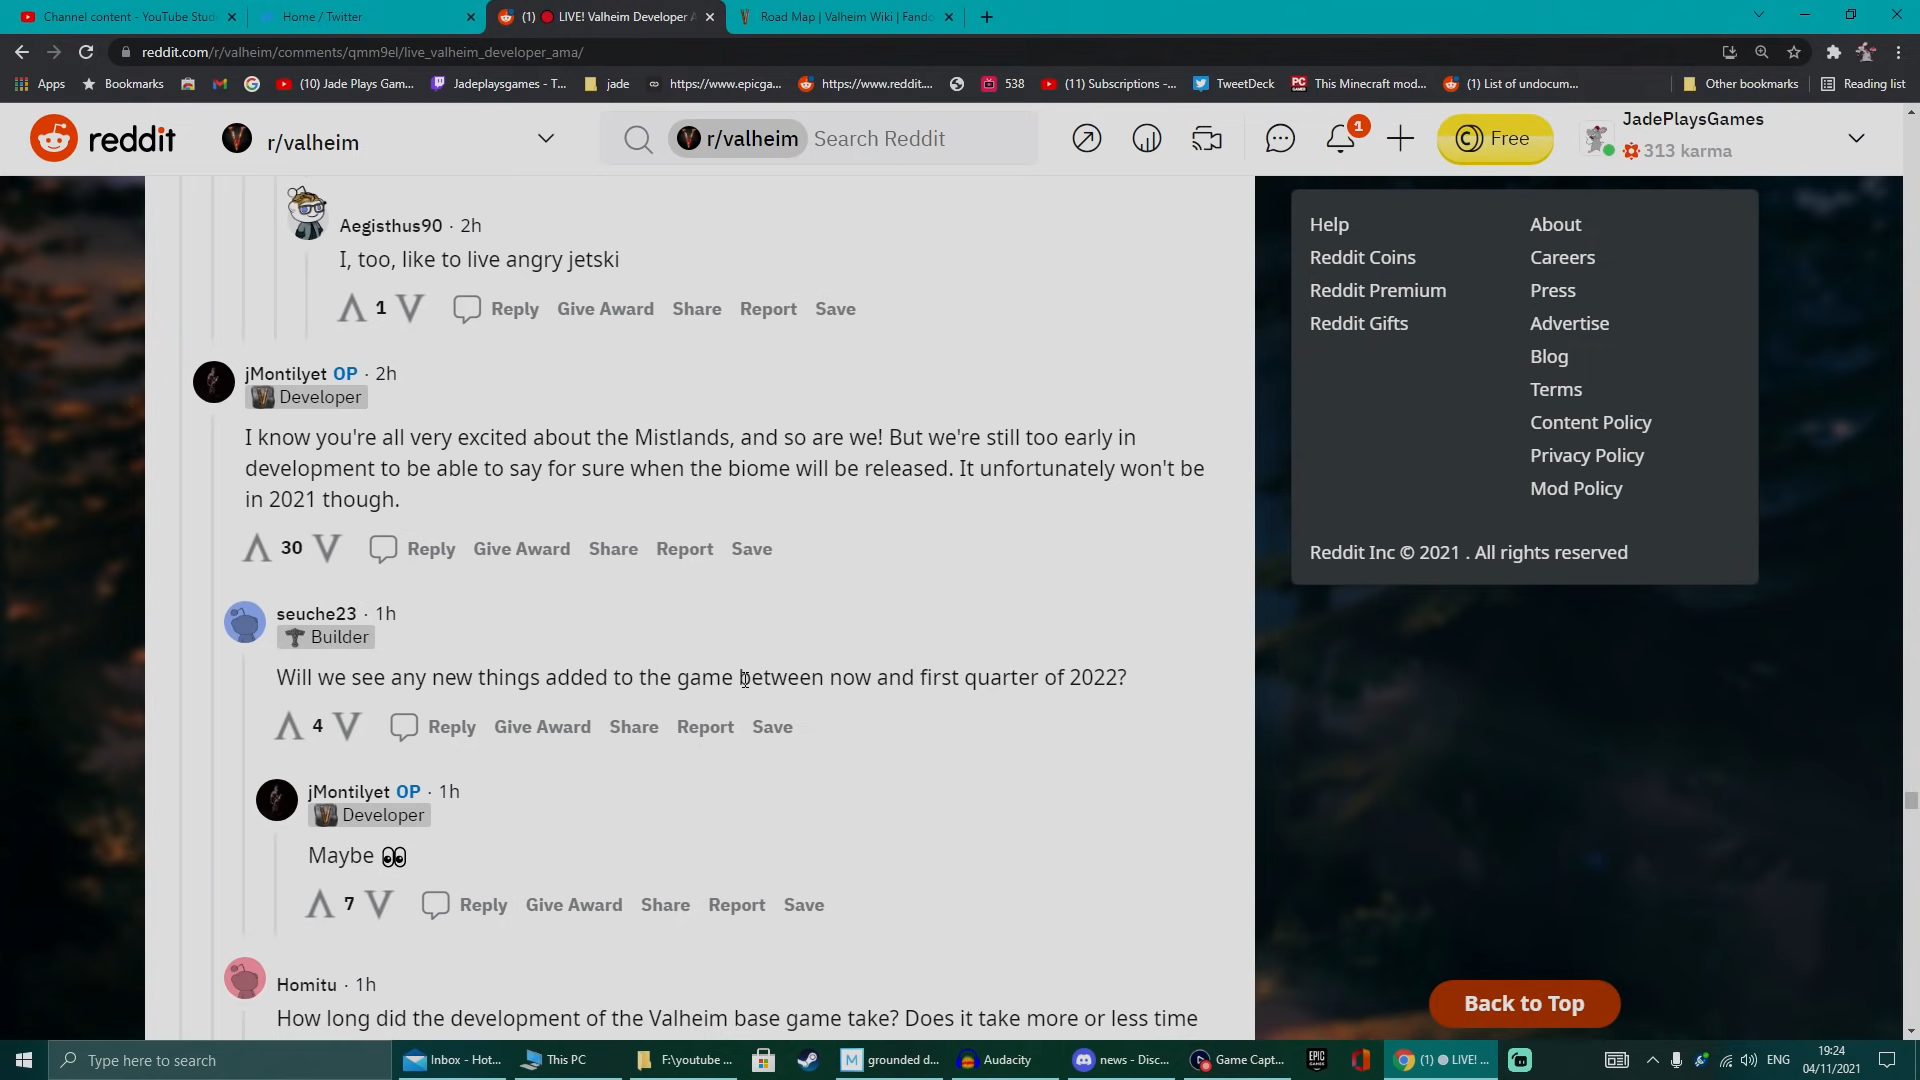 Channel content - YouTube Stud
Home / Twitter
(1) LIVE! Valheim Developer A
Road Map | Valheim Wiki | Fando
reddit.com/r/valheim/comments/qmm9el/live_valheim_developer_ama/
Apps
Bookmarks
(10) Jade Plays Gam...
Jadeplaysgames - T...
jade
https://www.epicga...
https://www.reddit....
538
(11) Subscriptions -...
TweetDeck
This Minecraft mod...
(1) List of undocum...
Other bookmarks
Reading list
reddit
r/valheim
r/valheim Search Reddit
1
Free
JadePlaysGames
313 karma
Aegisthus90 · 2h
I, too, like to live angry jetski
1 Reply Give Award Share Report Save
jMontilyet OP · 2h
Developer
I know you're all very excited about the Mistlands, and so are we! But we're still too early in
development to be able to say for sure when the biome will be released. It unfortunately won't be
in 2021 though.
30 Reply Give Award Share Report Save
seuche23 · 1h
Builder
Will we see any new things added to the game between now and first quarter of 2022?
4 Reply Give Award Share Report Save
jMontilyet OP · 1h
Developer
Maybe 👀
7 Reply Give Award Share Report Save
Homitu · 1h
How long did the development of the Valheim base game take? Does it take more or less time
Help
Reddit Coins
Reddit Premium
Reddit Gifts
About
Careers
Press
Advertise
Blog
Terms
Content Policy
Privacy Policy
Mod Policy
Reddit Inc © 2021 . All rights reserved
Back to Top
Type here to search
Inbox - Hot...
This PC
F:\youtube ...
grounded d...
Audacity
news - Disc...
Game Capt...
(1) LIVE! ...
ENG
19:24
04/11/2021